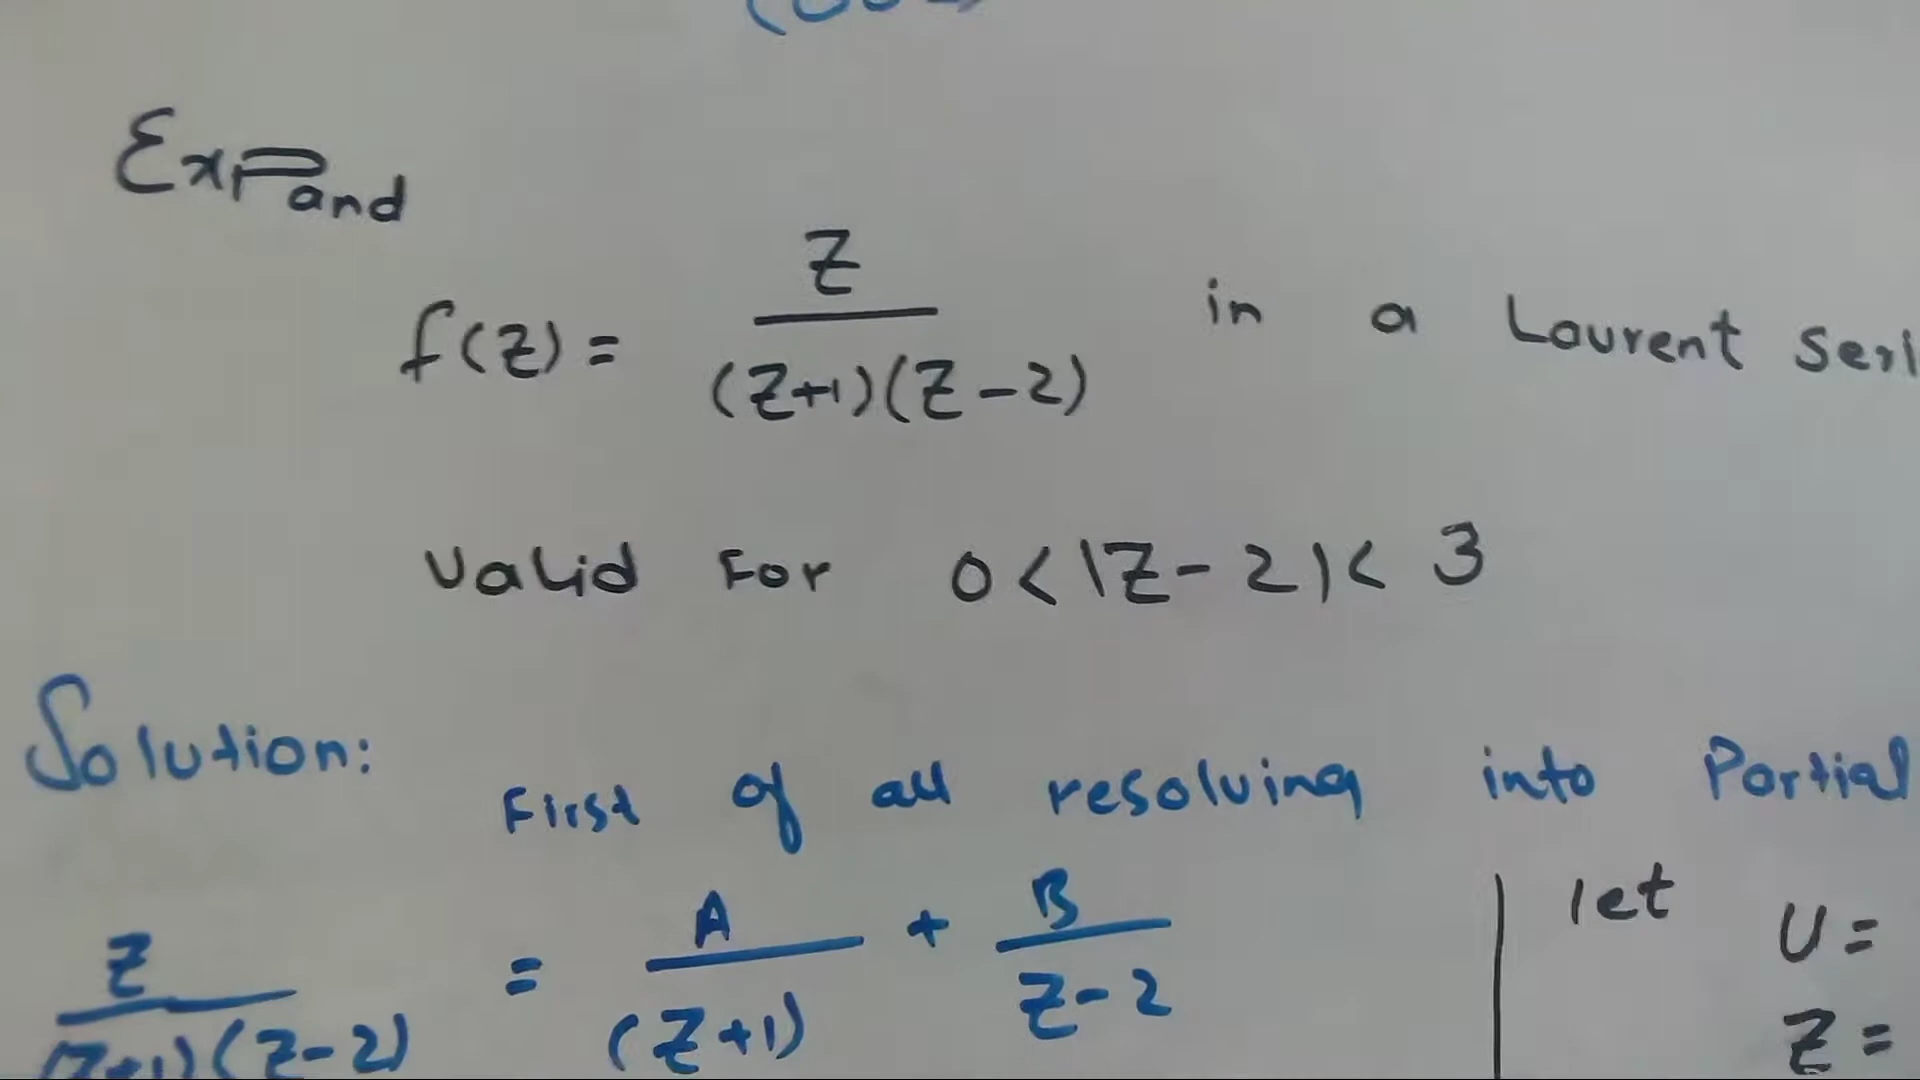 Expand
f(z) = z / (z+1)(z-2) in a Laurent
Valid For 0<|z-2|< 3
Solution:
First of all resolving into Partial
z / (z+1)(z-2) = A / (z+1) + B / z-2
let U =
z =